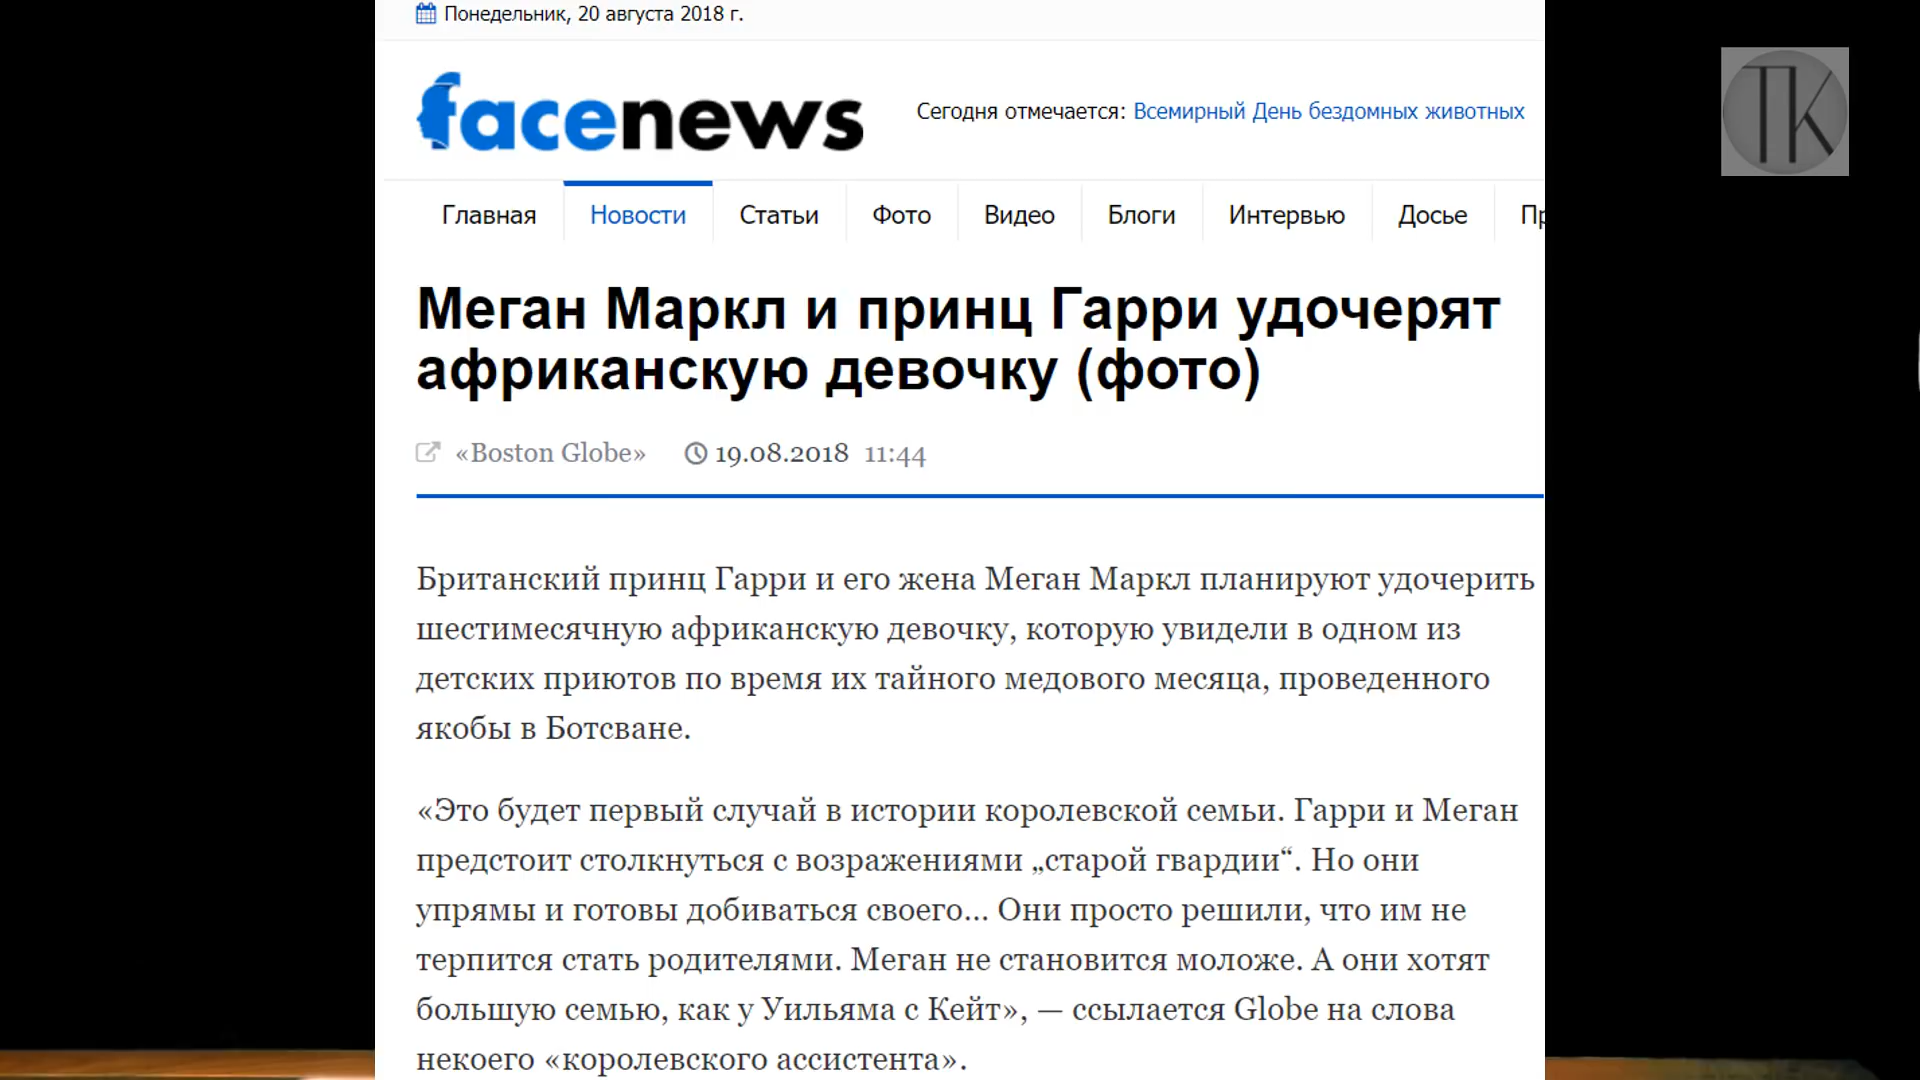 Понедельник, 20 августа 2018 г.
facenews
Сегодня отмечается: Всемирный День бездомных животных
ТК
Главная Новости Статьи Фото Видео Блоги Интервью Досье Пр
Меган Маркл и принц Гарри удочерят
африканскую девочку (фото)
«Boston Globe» 19.08.2018 11:44
Британский принц Гарри и его жена Меган Маркл планируют удочерить
шестимесячную африканскую девочку, которую увидели в одном из
детских приютов по время их тайного медового месяца, проведенного
якобы в Ботсване.
«Это будет первый случай в истории королевской семьи. Гарри и Меган
предстоит столкнуться с возражениями „старой гвардии“. Но они
упрямы и готовы добиваться своего... Они просто решили, что им не
терпится стать родителями. Меган не становится моложе. А они хотят
большую семью, как у Уильяма с Кейт», — ссылается Globe на слова
некоего «королевского ассистента».